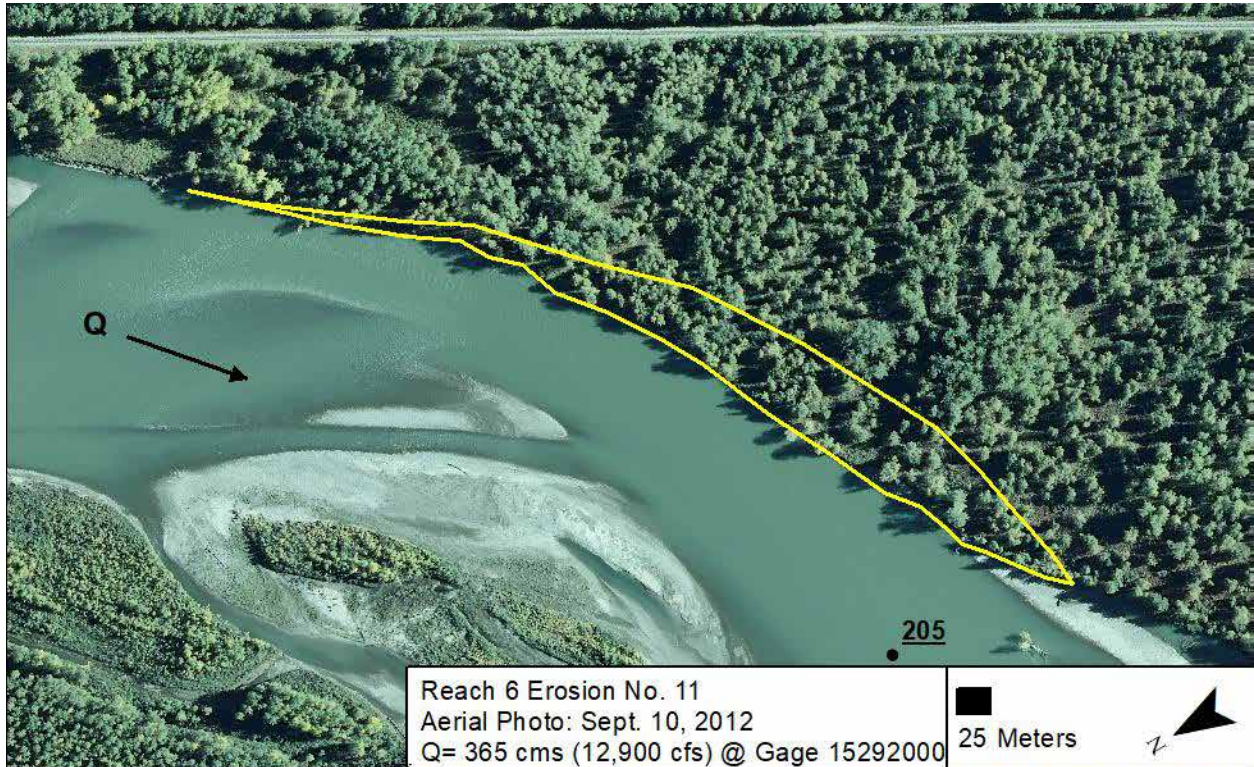 Q
205
Reach 6 Erosion No. 11
Aerial Photo: Sept. 10, 2012
Q= 365 cms (12,900 cfs) @ Gage 15292000
25 Meters
N